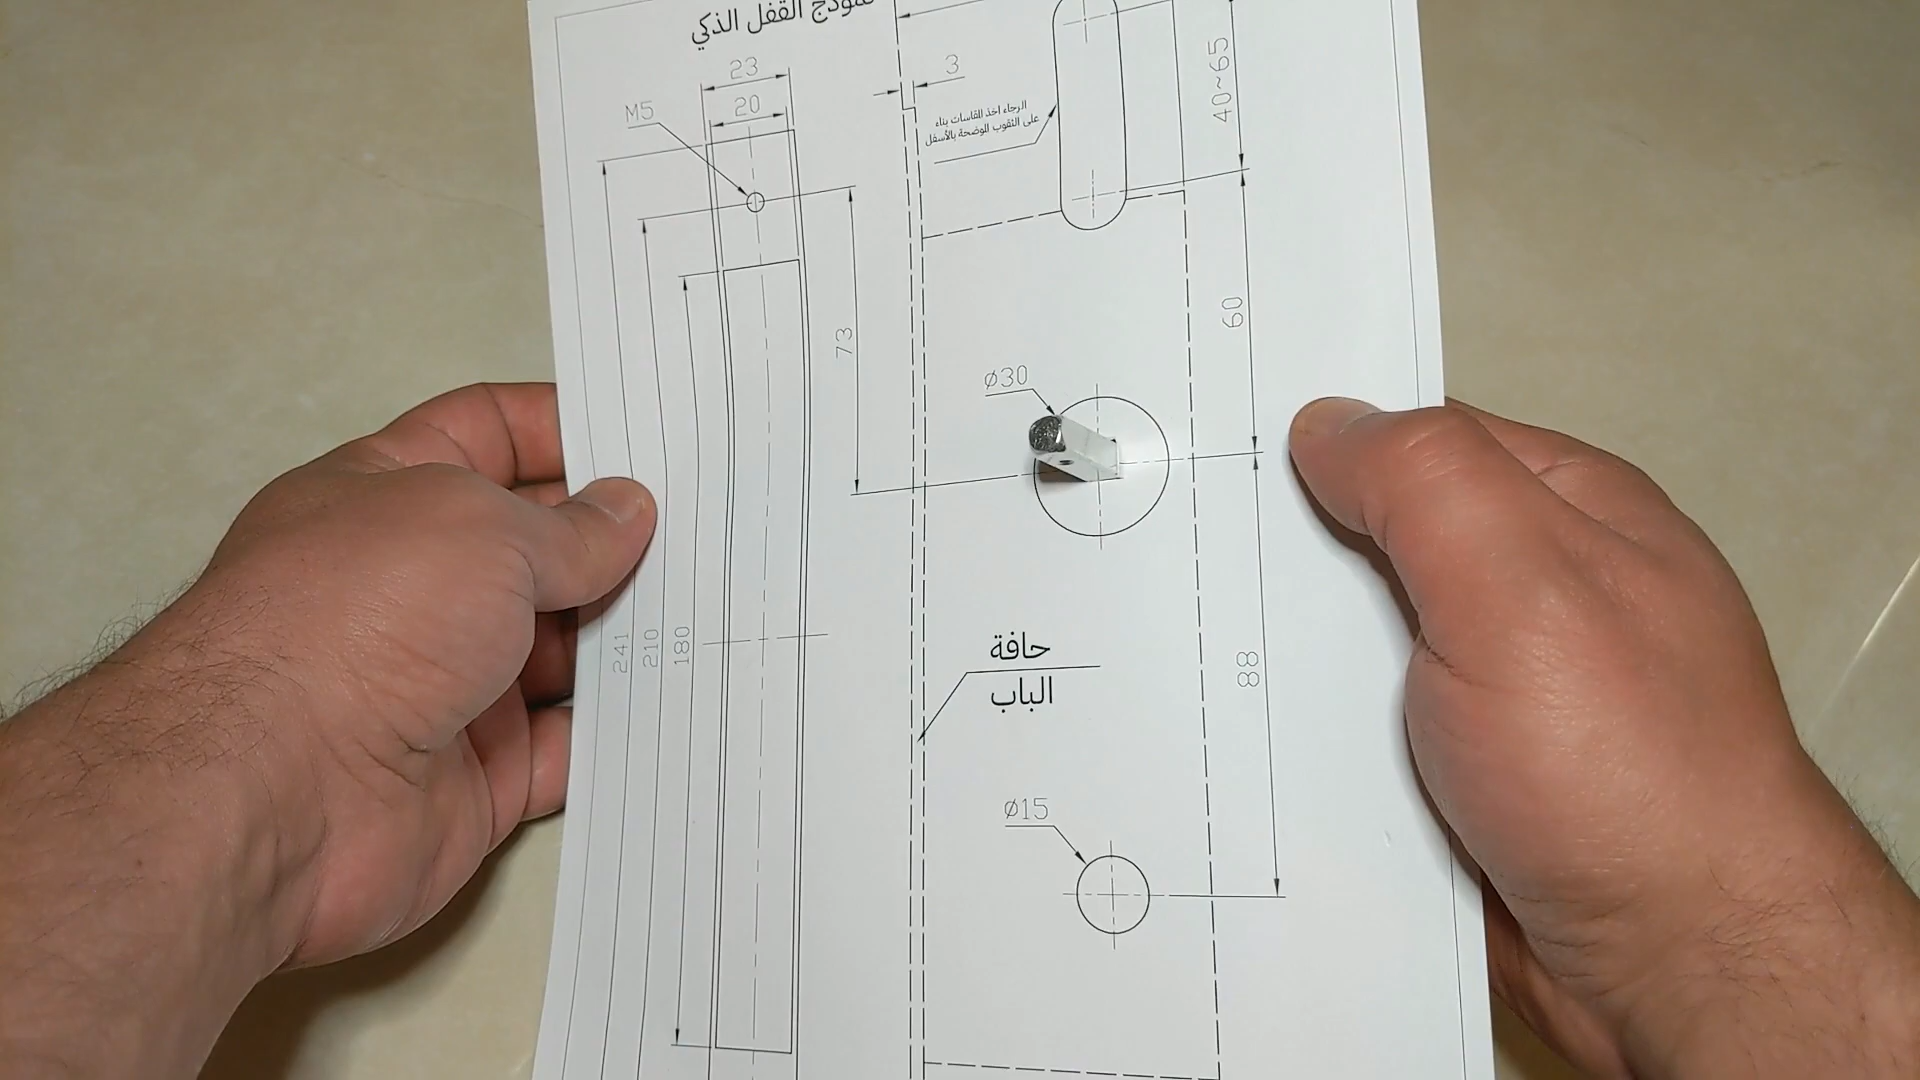 نموذج القفل الذكي
23
3
20
M5
40~65
الرجاء اخذ القاسات بناء
على الثقوب الموضحة بالأسفل
60
73
Ø30
241
210
180
حافة
الباب
88
Ø15